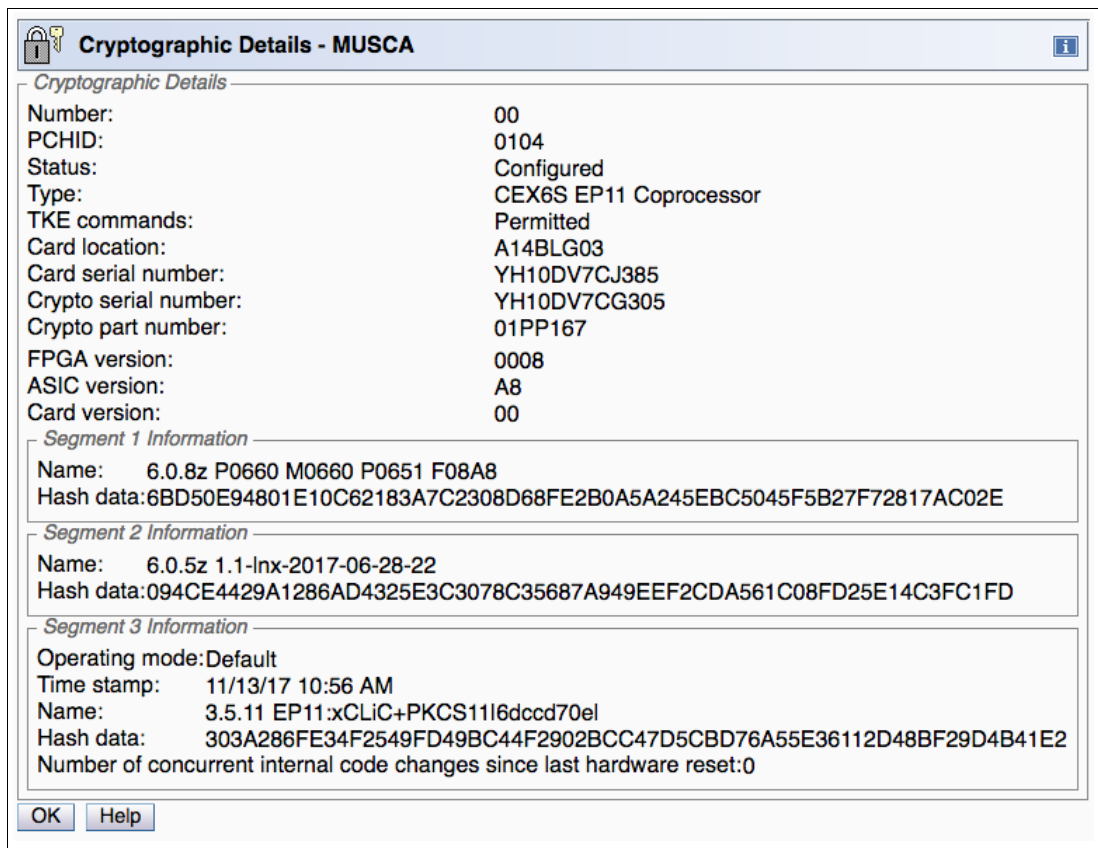 Cryptographic Details - MUSCA
Cryptographic Details
Number: 00
PCHID: 0104
Status: Configured
Type: CEX6S EP11 Coprocessor
TKE commands: Permitted
Card location: A14BLG03
Card serial number: YH10DV7CJ385
Crypto serial number: YH10DV7CG305
Crypto part number: 01PP167
FPGA version: 0008
ASIC version: A8
Card version: 00
Segment 1 Information
Name: 6.0.8z P0660 M0660 P0651 F08A8
Hash data:6BD50E94801E10C62183A7C2308D68FE2B0A5A245EBC5045F5B27F72817AC02E
Segment 2 Information
Name: 6.0.5z 1.1-lnx-2017-06-28-22
Hash data:094CE4429A1286AD4325E3C3078C35687A949EEF2CDA561C08FD25E14C3FC1FD
Segment 3 Information
Operating mode:Default
Time stamp: 11/13/17 10:56 AM
Name: 3.5.11 EP11:xCLiC+PKCS11l6dccd70el
Hash data: 303A286FE34F2549FD49BC44F2902BCC47D5CBD76A55E36112D48BF29D4B41E2
Number of concurrent internal code changes since last hardware reset:0
OK Help